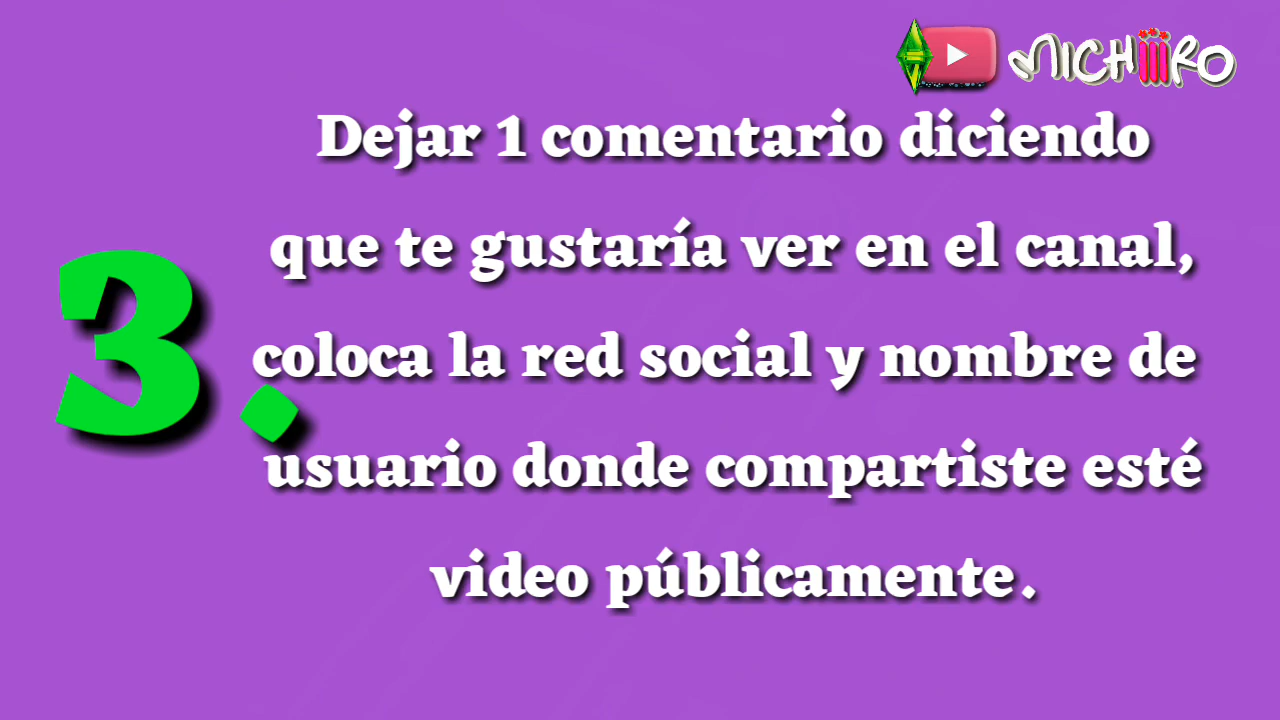 MICHiiiRO
Dejar 1 comentario diciendo
que te gustaría ver en el canal,
3. coloca la red social y nombre de
usuario donde compartiste esté
video públicamente.